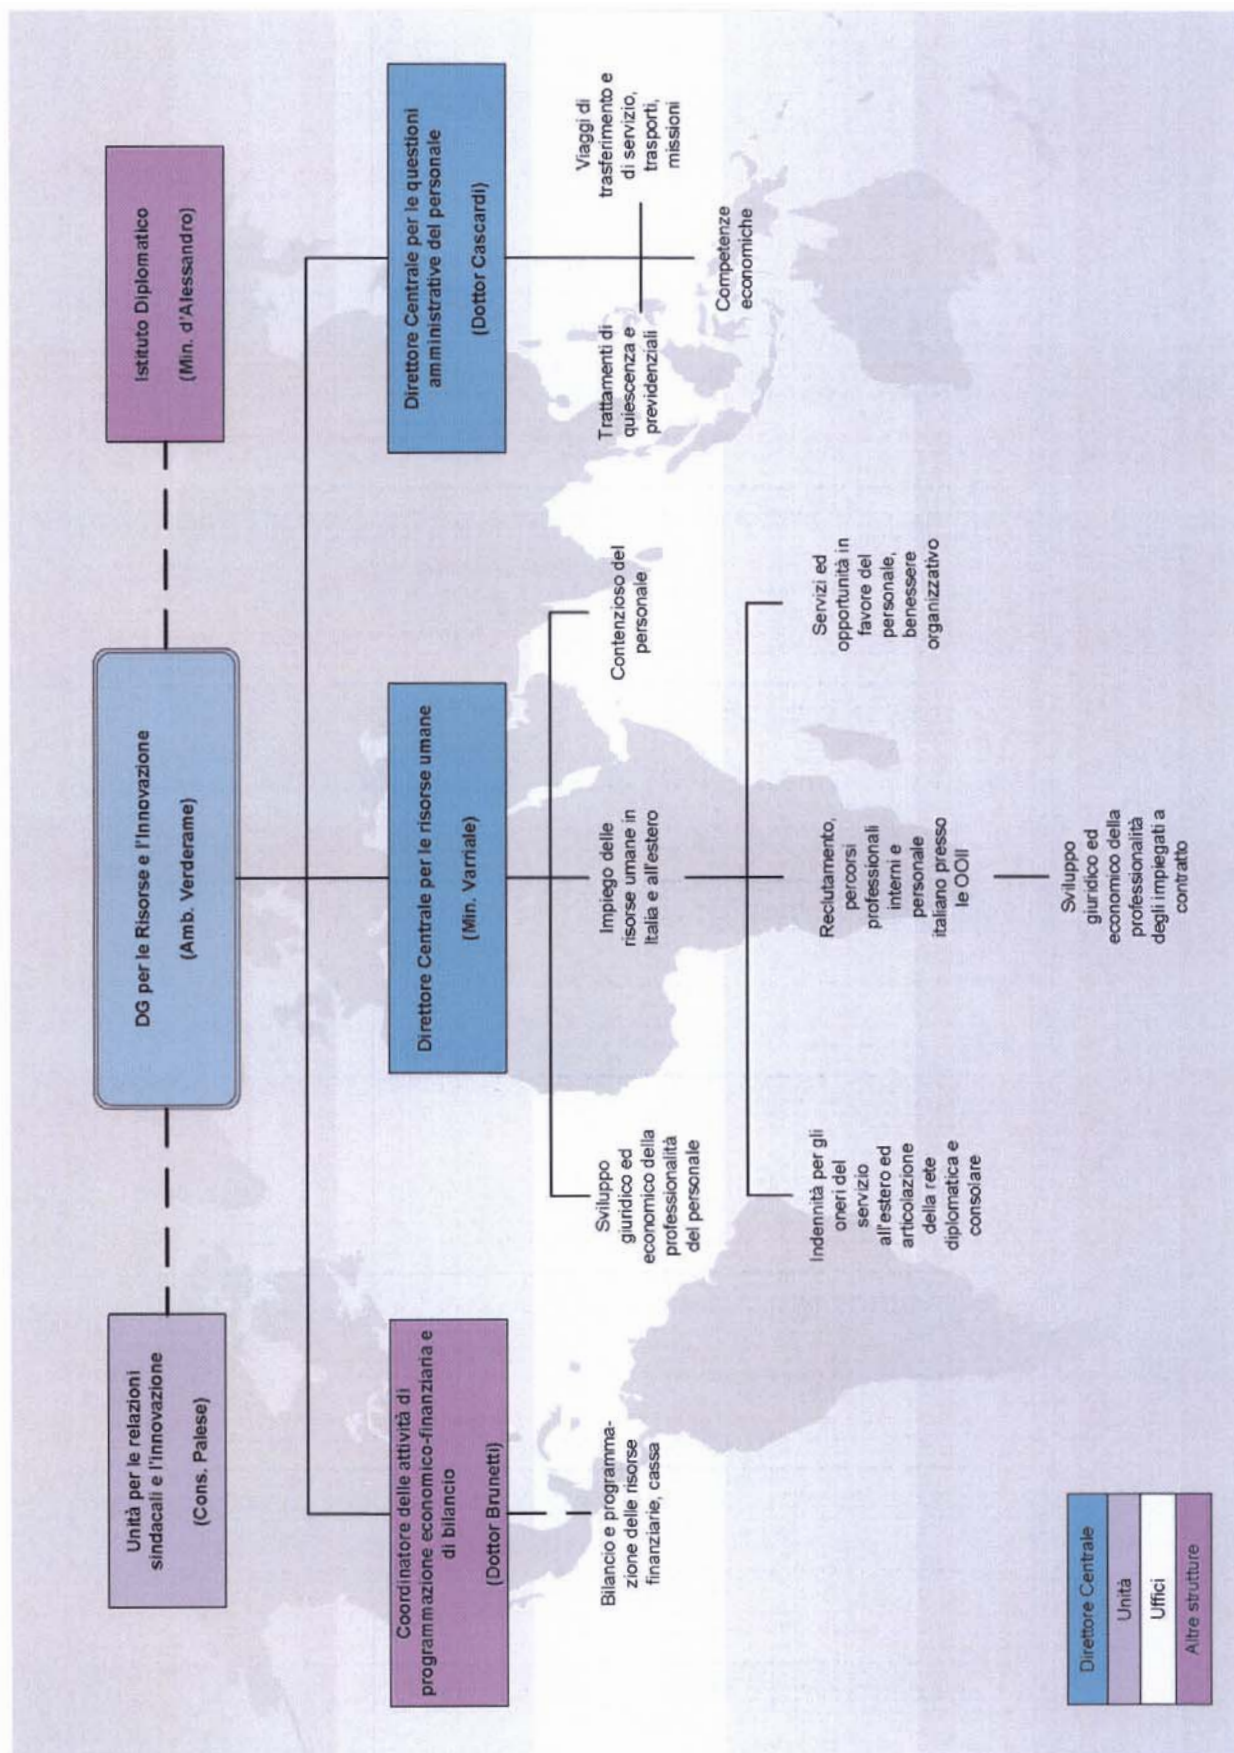 Unità per le relazioni
sindacali e l'innovazione
(Cons. Palese)
DG per le Risorse e l'Innovazione
(Amb. Verderame)
Istituto Diplomatico
(Min. d'Alessandro)
Coordinatore delle attività di
programmazione economico-finanziaria e
di bilancio
(Dottor Brunetti)
Direttore Centrale per le risorse umane
(Min. Varriale)
Direttore Centrale per le questioni
amministrative del personale
(Dottor Cascardi)
Bilancio e programma-
zione delle risorse
finanziarie, cassa
Sviluppo
giuridico ed
economico della
professionalità
del personale
Impiego delle
risorse umane in
Italia e all'estero
Contenzioso del
personale
Trattamenti di
quiescenza e
previdenziali
Viaggi di
trasferimento e
di servizio,
trasporti,
missioni
Competenze
economiche
Indennità per gli
oneri del
servizio
all'estero ed
articolazione
della rete
diplomatica e
consolare
Reclutamento,
percorsi
professionali
interni e
personale
italiano presso
le OOII
Servizi ed
opportunità in
favore del
personale,
benessere
organizzativo
Sviluppo
giuridico ed
economico della
professionalità
degli impiegati a
contratto
Direttore Centrale
Unità
Uffici
Altre strutture